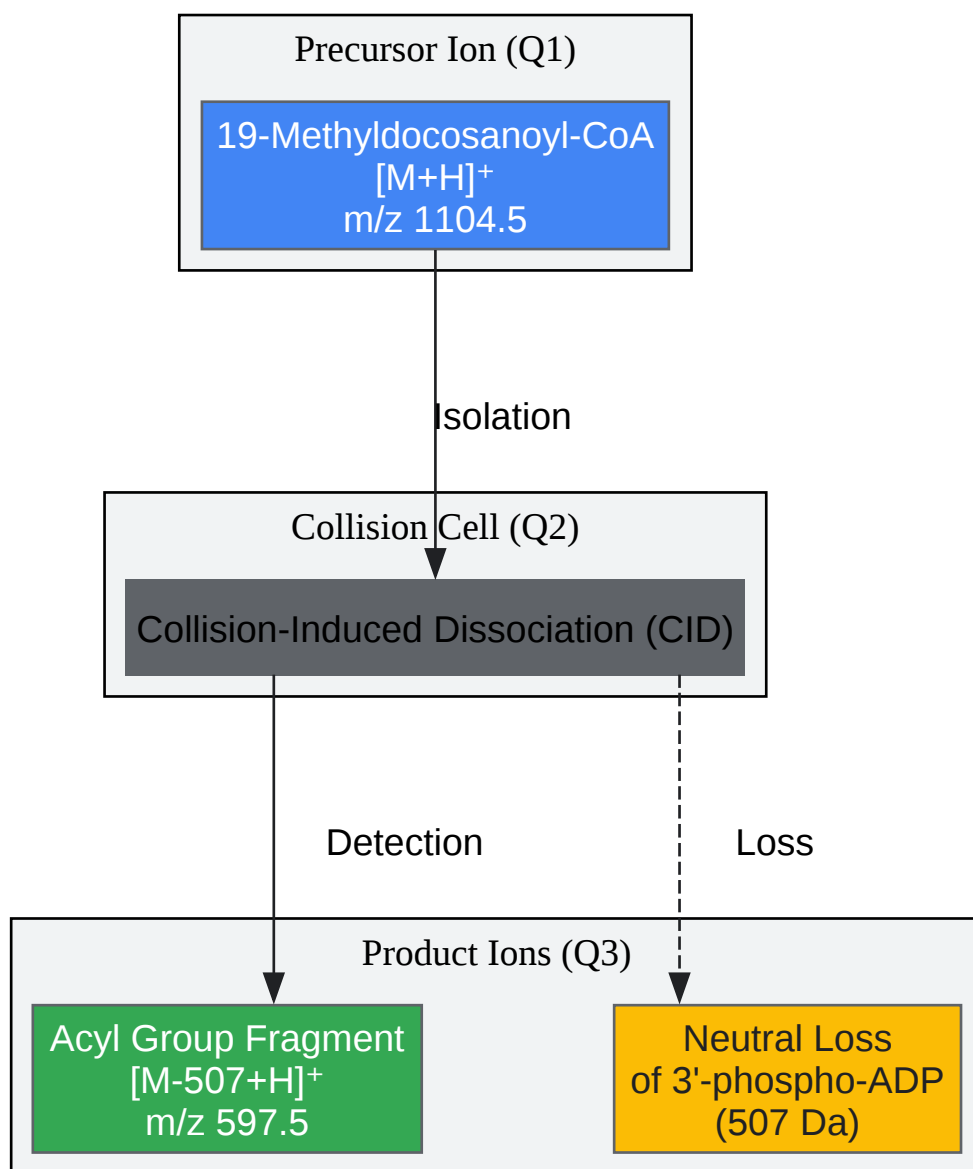 Precursor Ion (Q1)
19-Methyldocosanoyl-CoA
[M+H]⁺
m/z 1104.5
Isolation
Collision Cell (Q2)
Collision-Induced Dissociation (CID)
Detection
Loss
Product Ions (Q3)
Acyl Group Fragment
[M-507+H]⁺
m/z 597.5
Neutral Loss
of 3'-phospho-ADP
(507 Da)